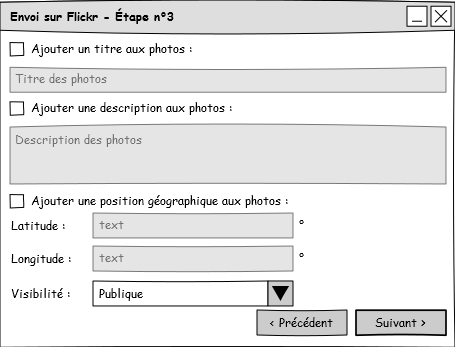 Envoi sur Flickr - Étape n°3
Ajouter un titre aux photos :
Titre des photos
Ajouter une description aux photos :
Description des photos
Ajouter une position géographique aux photos :
Latitude : text °
Longitude : text °
Visibilité : Publique
< Précédent Suivant >